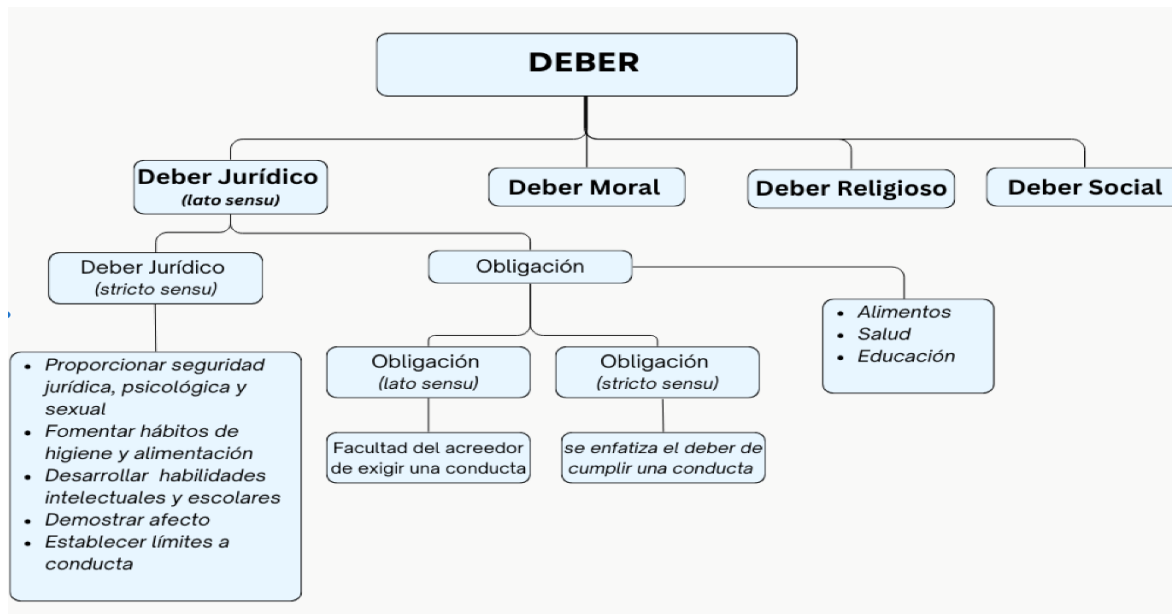 DEBER
Deber Jurídico
(lato sensu)
Deber Moral
Deber Religioso
Deber Social
Deber Jurídico
(stricto sensu)
Obligación
• Alimentos
• Salud
• Educación
• Proporcionar seguridad
jurídica, psicológica y
sexual
• Fomentar hábitos de
higiene y alimentación
• Desarrollar habilidades
intelectuales y escolares
• Demostrar afecto
• Establecer límites a
conducta
Obligación
(lato sensu)
Obligación
(stricto sensu)
Facultad del acreedor
de exigir una conducta
se enfatiza el deber de
cumplir una conducta